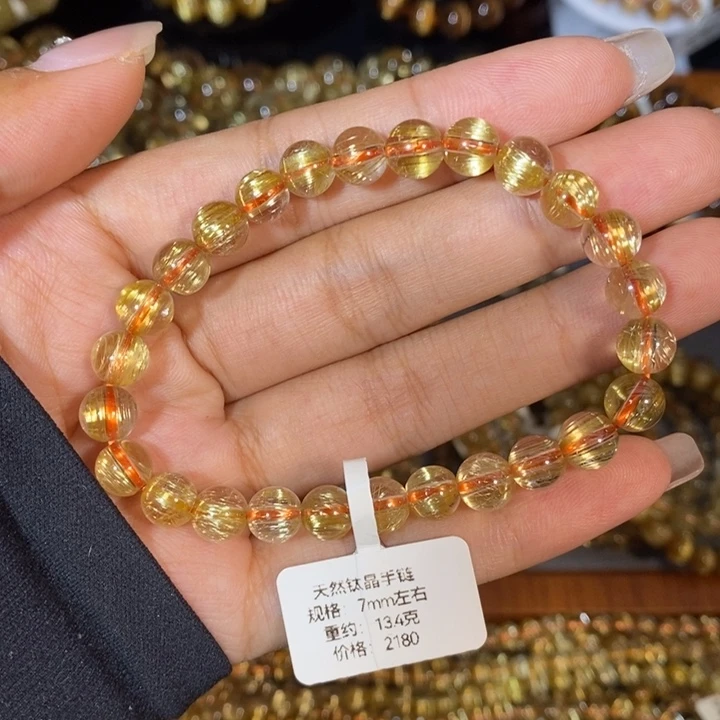 天然钛晶手链
规格: 7mm左右
重约: 13.4克
价格: 2180